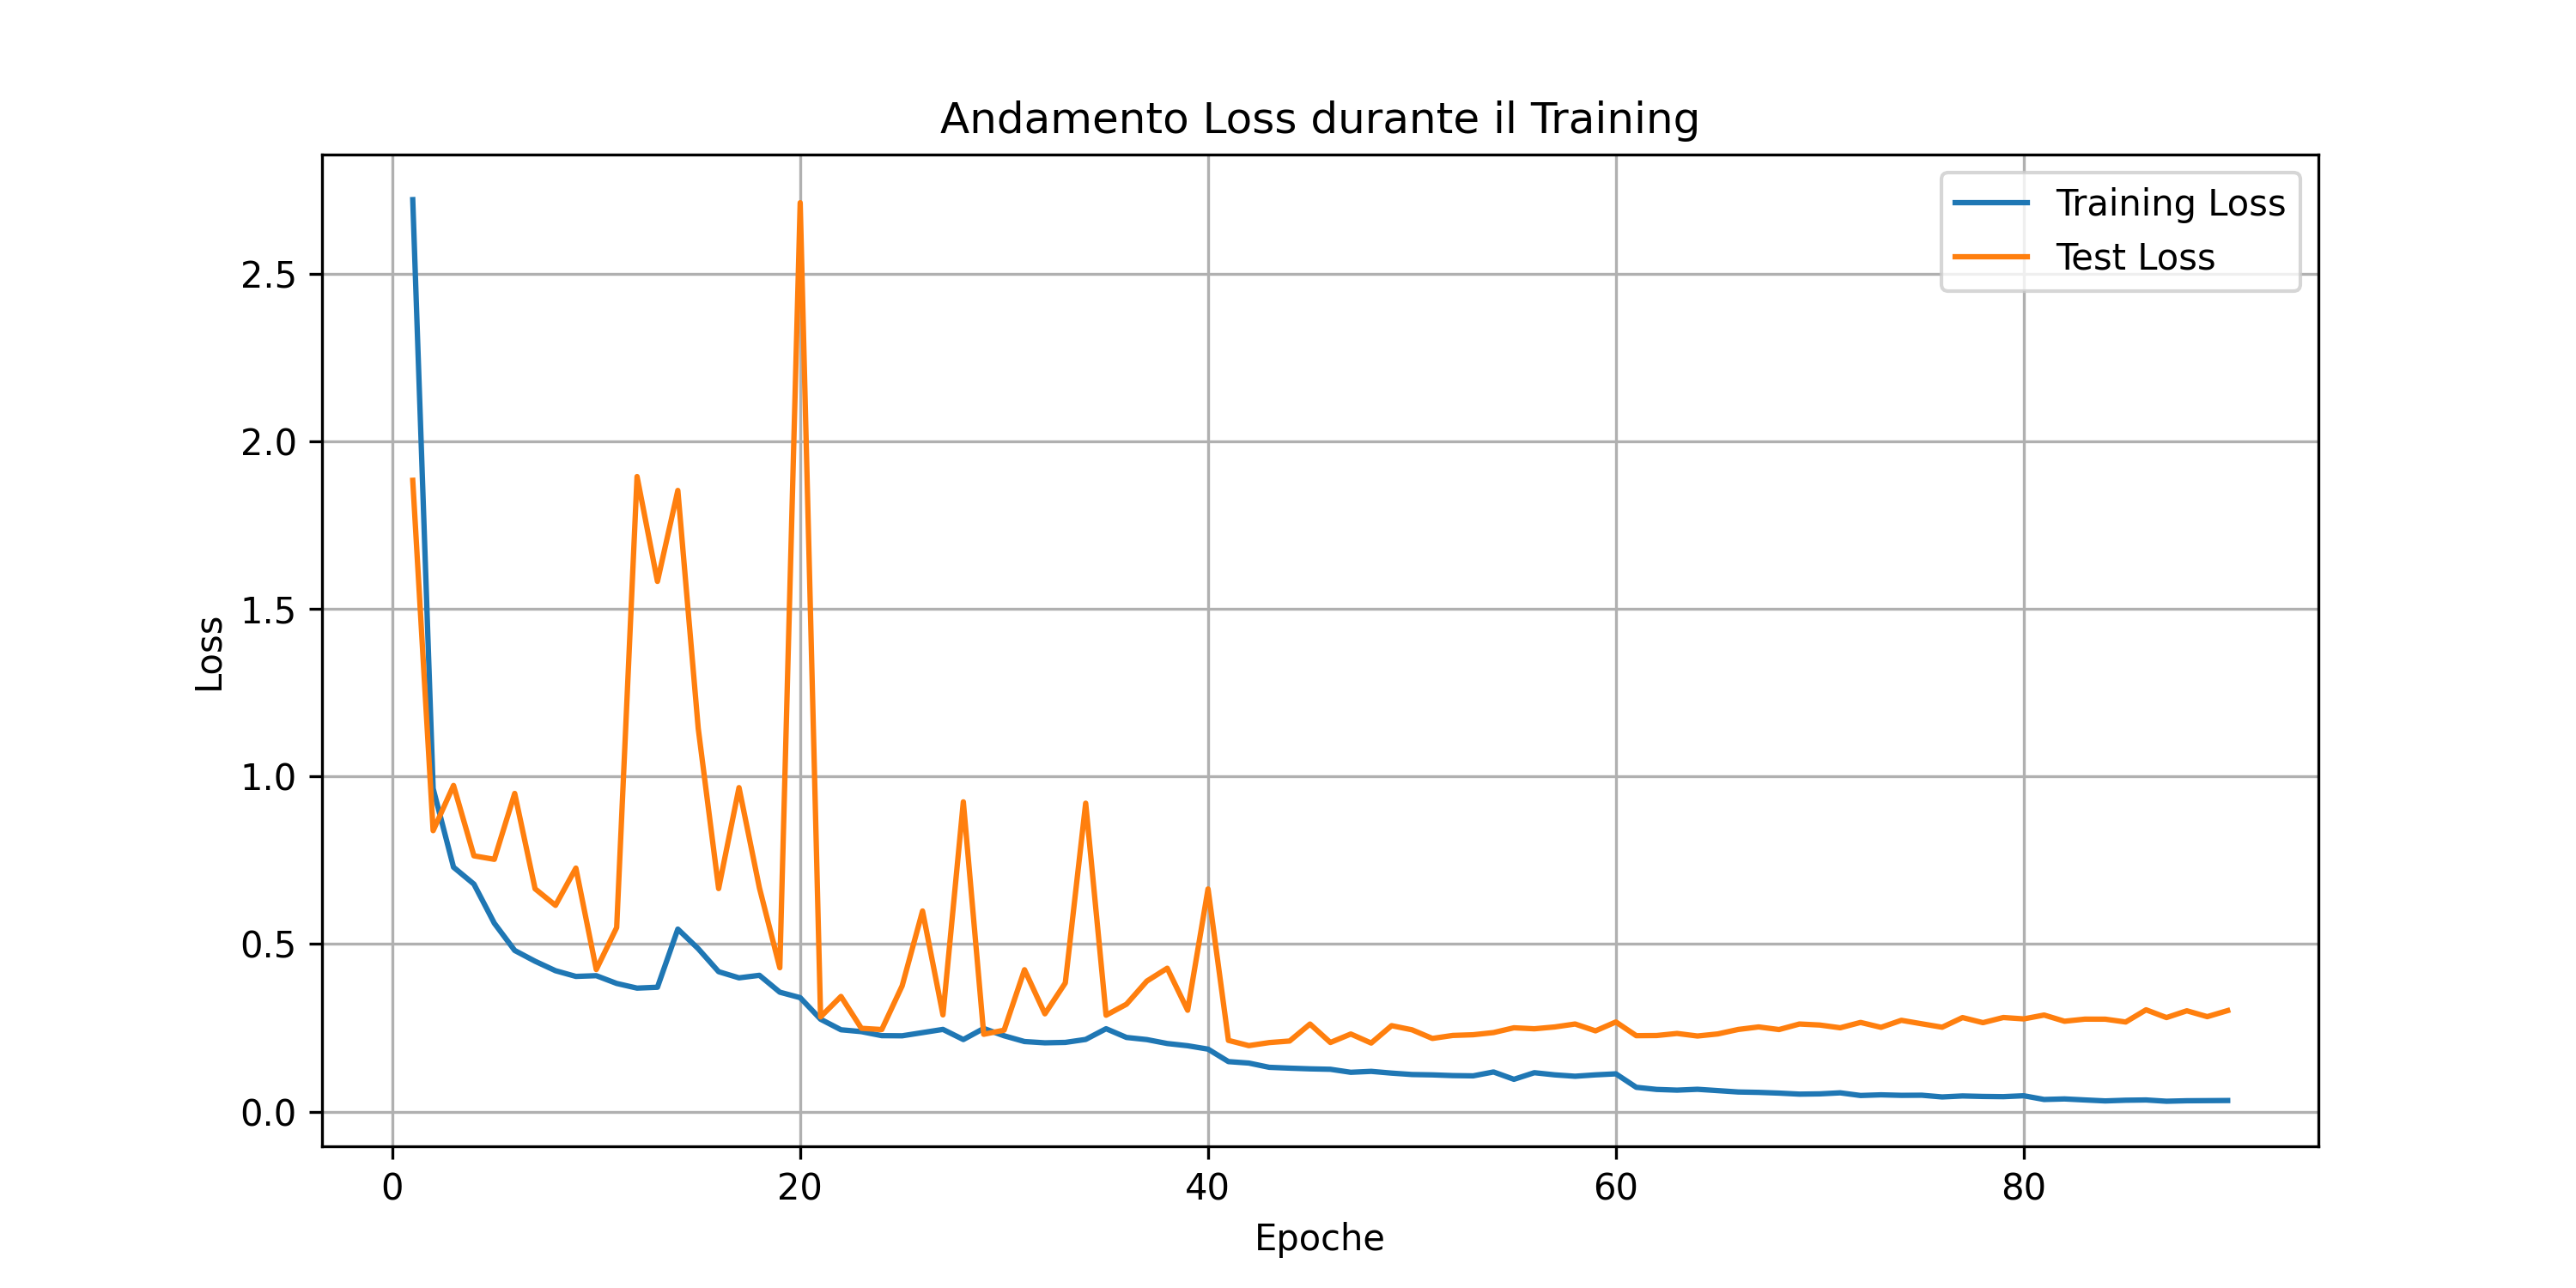 Andamento Loss durante il Training
Training Loss
Test Loss
2.5
2.0
1.5
1.0
0.5
0.0
Loss
0 20 40 60 80
Epoche